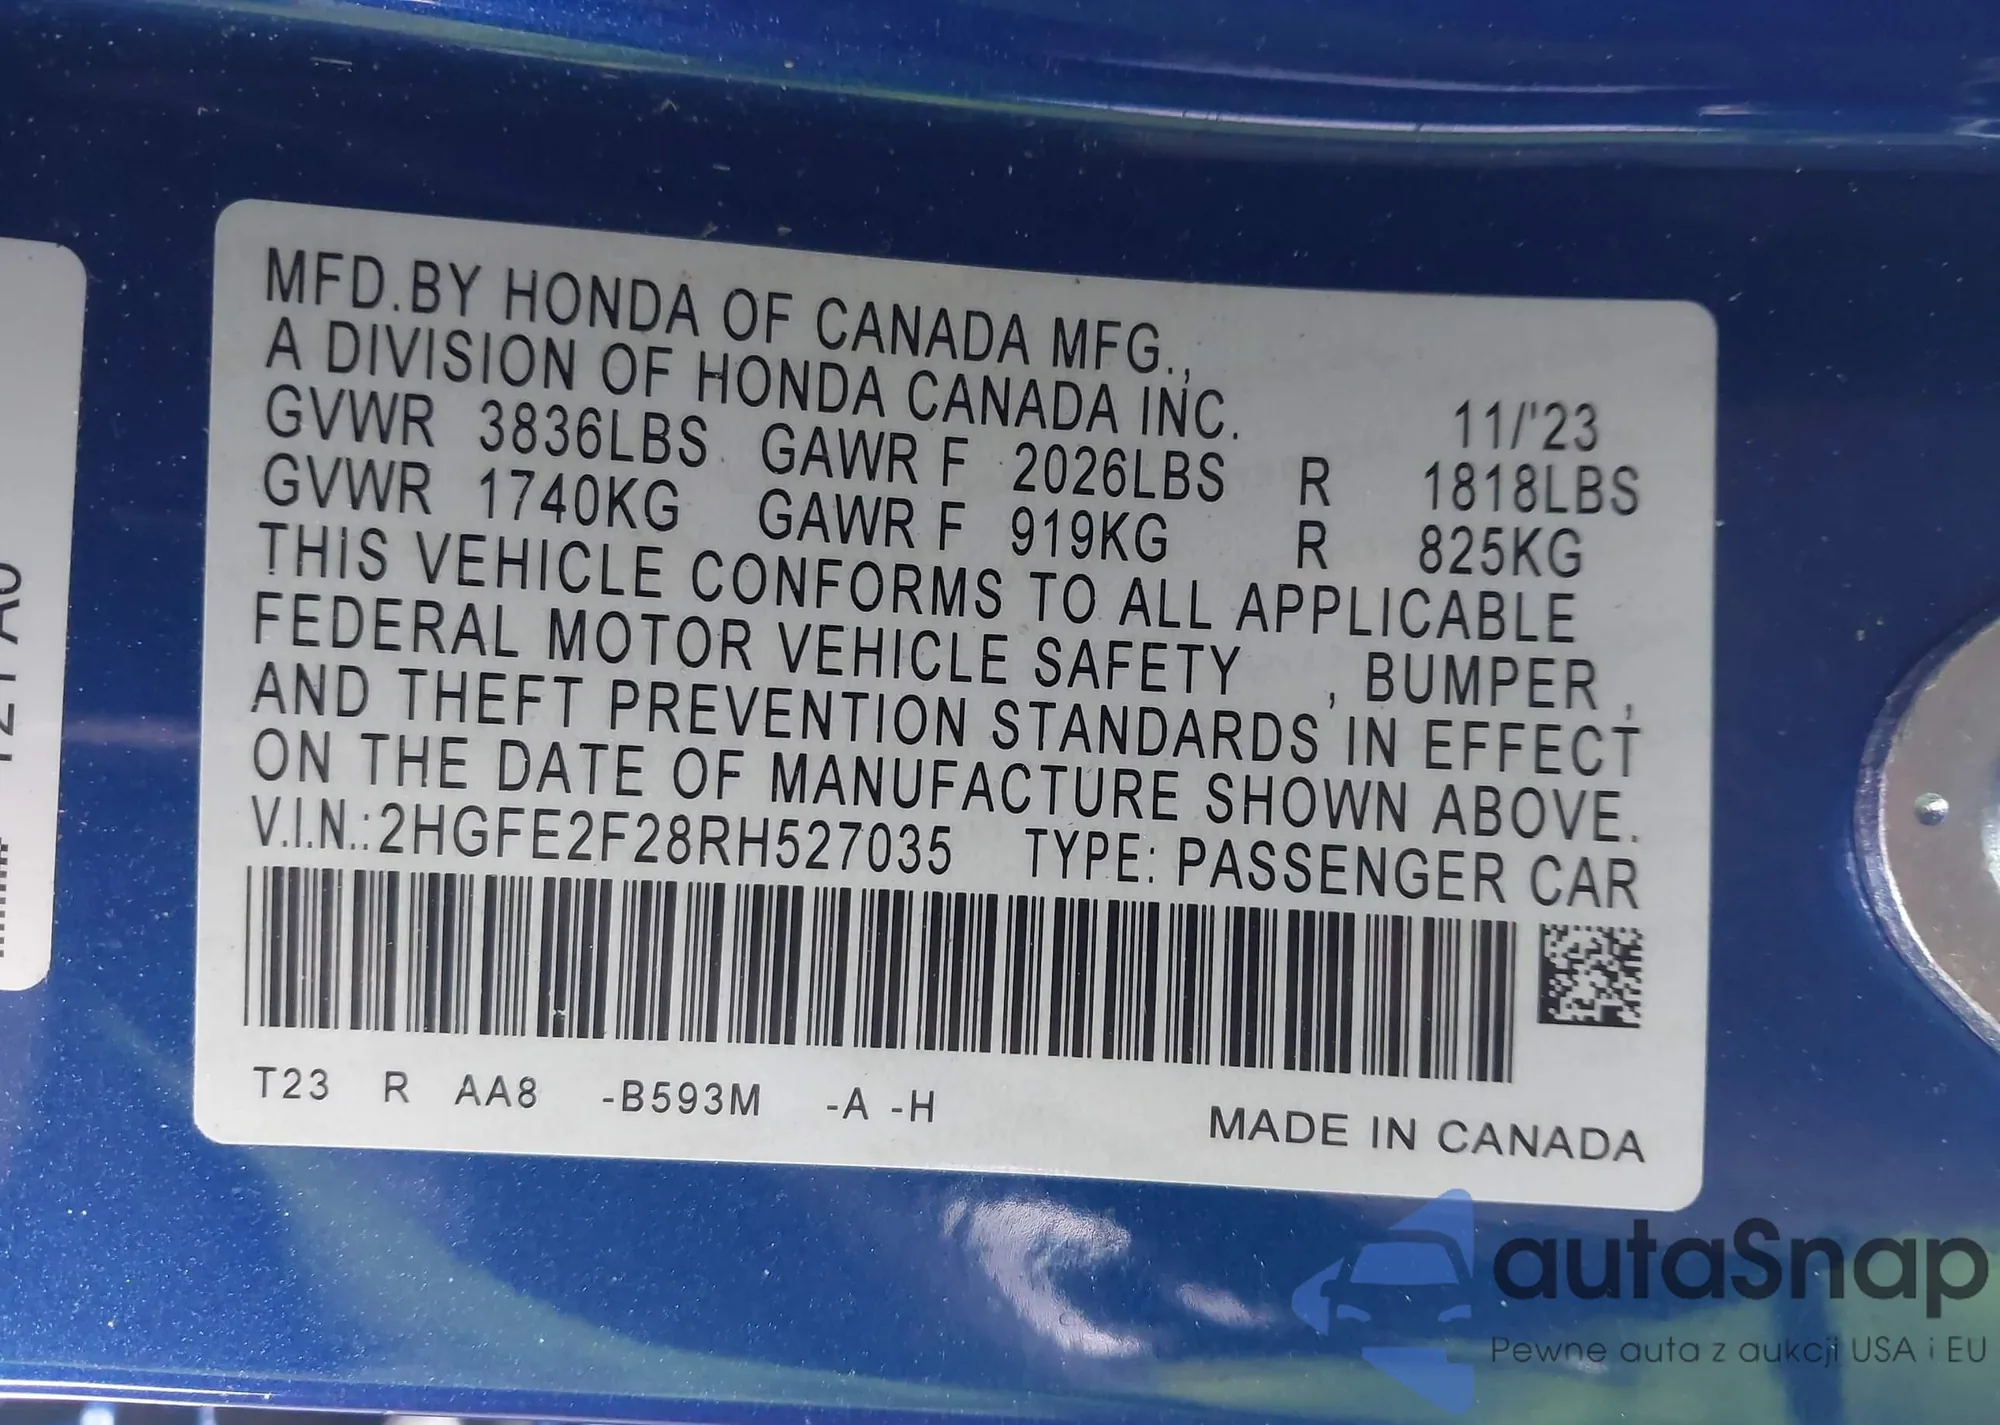 MFD.BY HONDA OF CANADA MFG.,
A DIVISION OF HONDA CANADA INC. 11/'23
GVWR 3836LBS GAWR F 2026LBS R 1818LBS
GVWR 1740KG GAWR F 919KG R 825KG
THIS VEHICLE CONFORMS TO ALL APPLICABLE
FEDERAL MOTOR VEHICLE SAFETY , BUMPER ,
AND THEFT PREVENTION STANDARDS IN EFFECT
ON THE DATE OF MANUFACTURE SHOWN ABOVE.
V.I.N.:2HGFE2F28RH527035 TYPE: PASSENGER CAR
T23 R AA8 -B593M -A -H
MADE IN CANADA
autaSnap
Pewne auta z aukcji USA i EU